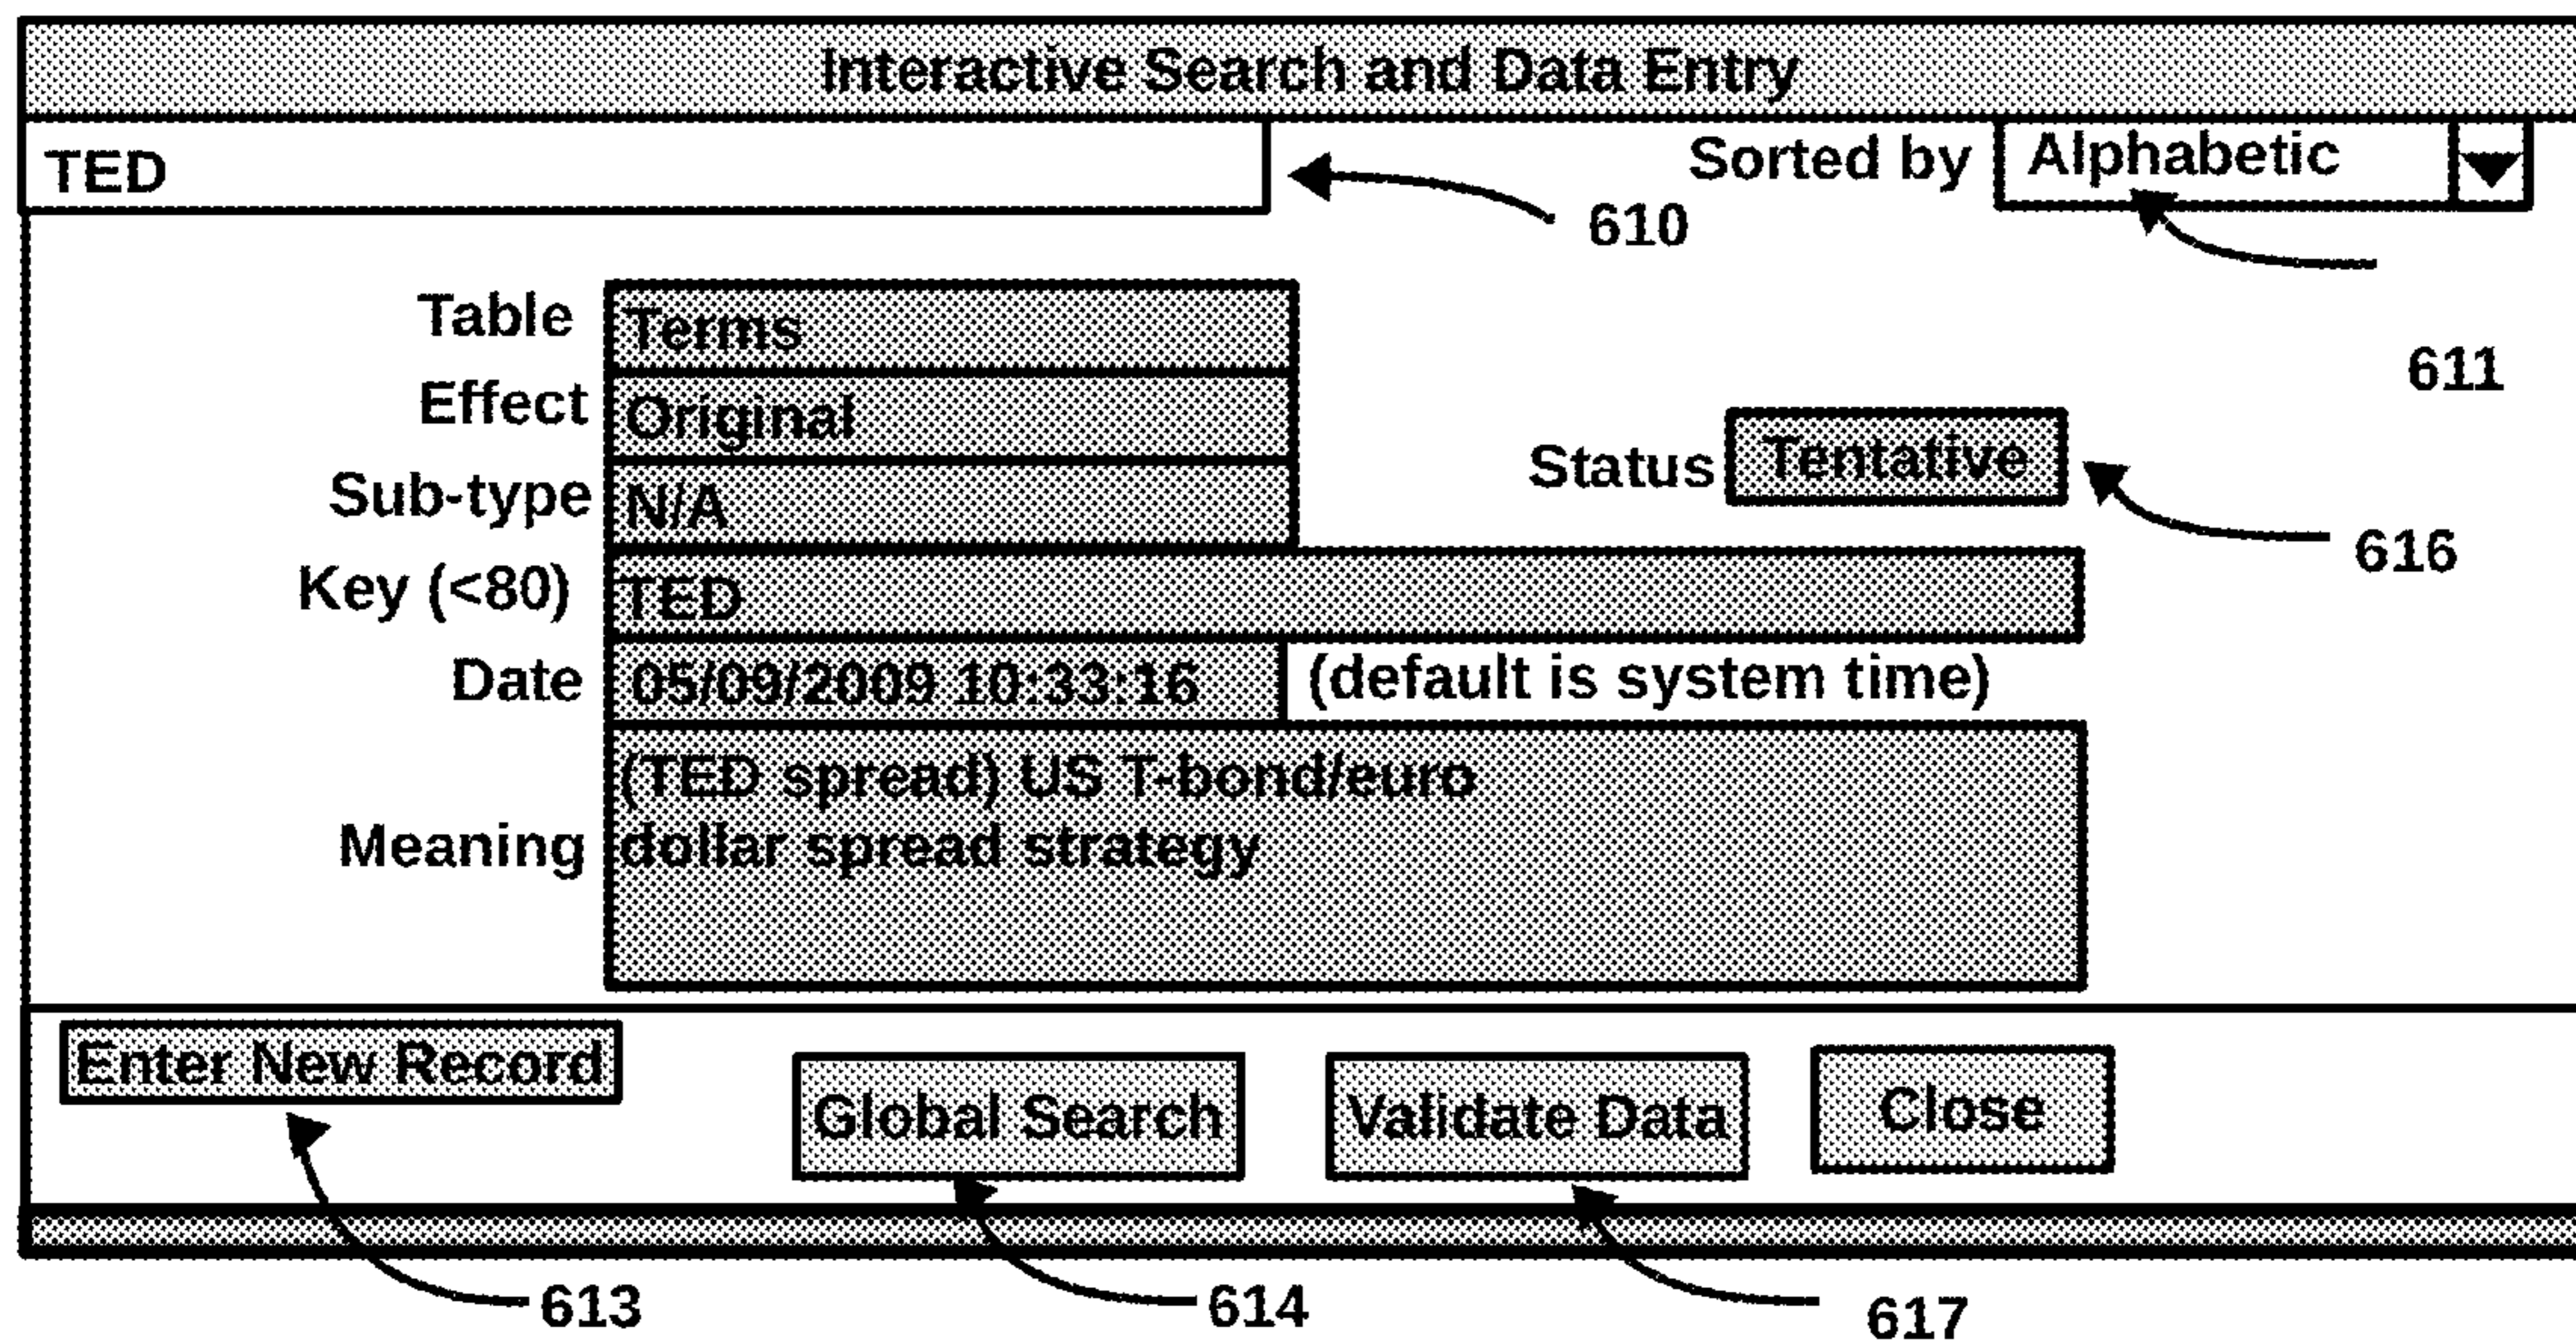 Interactive Search and Data Entry
TED
Sorted by Alphabetic
610
Table Terms
611
Effect Original
Status Tentative
Sub-type N/A
616
Key (<80) TED
Date 05/09/2009 10:33:16 (default is system time)
(TED spread) US T-bond/euro
Meaning dollar spread strategy
Enter New Record
Global Search Validate Data Close
613 614 617